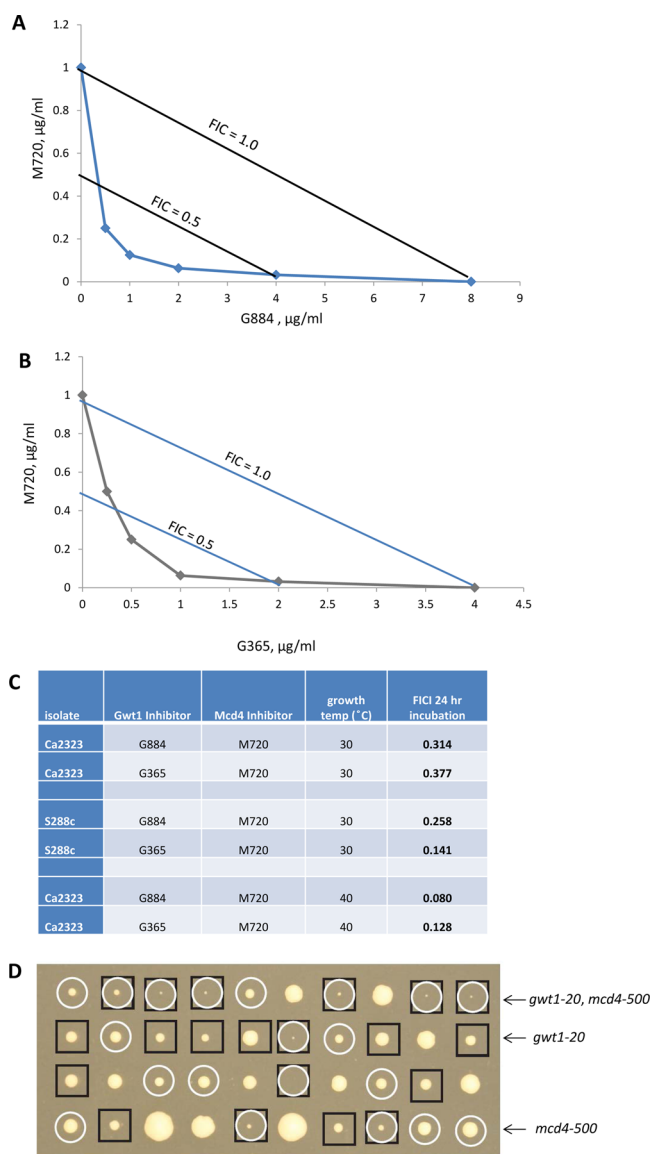 A
1.2
1
0.8
0.6
0.4
0.2
0
M720, µg/ml
FIC = 1.0
FIC = 0.5
0 1 2 3 4 5 6 7 8 9
G884 , µg/ml
B
1.2
1
0.8
0.6
0.4
0.2
0
M720, µg/ml
FIC = 1.0
FIC = 0.5
0 0.5 1 1.5 2 2.5 3 3.5 4 4.5
G365, µg/ml
C
isolate Gwt1 Inhibitor Mcd4 Inhibitor growth temp (˚C) FICI 24 hr incubation
Ca2323 G884 M720 30 0.314
Ca2323 G365 M720 30 0.377
S288c G884 M720 30 0.258
S288c G365 M720 30 0.141
Ca2323 G884 M720 40 0.080
Ca2323 G365 M720 40 0.128
D
gwt1-20, mcd4-500
gwt1-20
mcd4-500